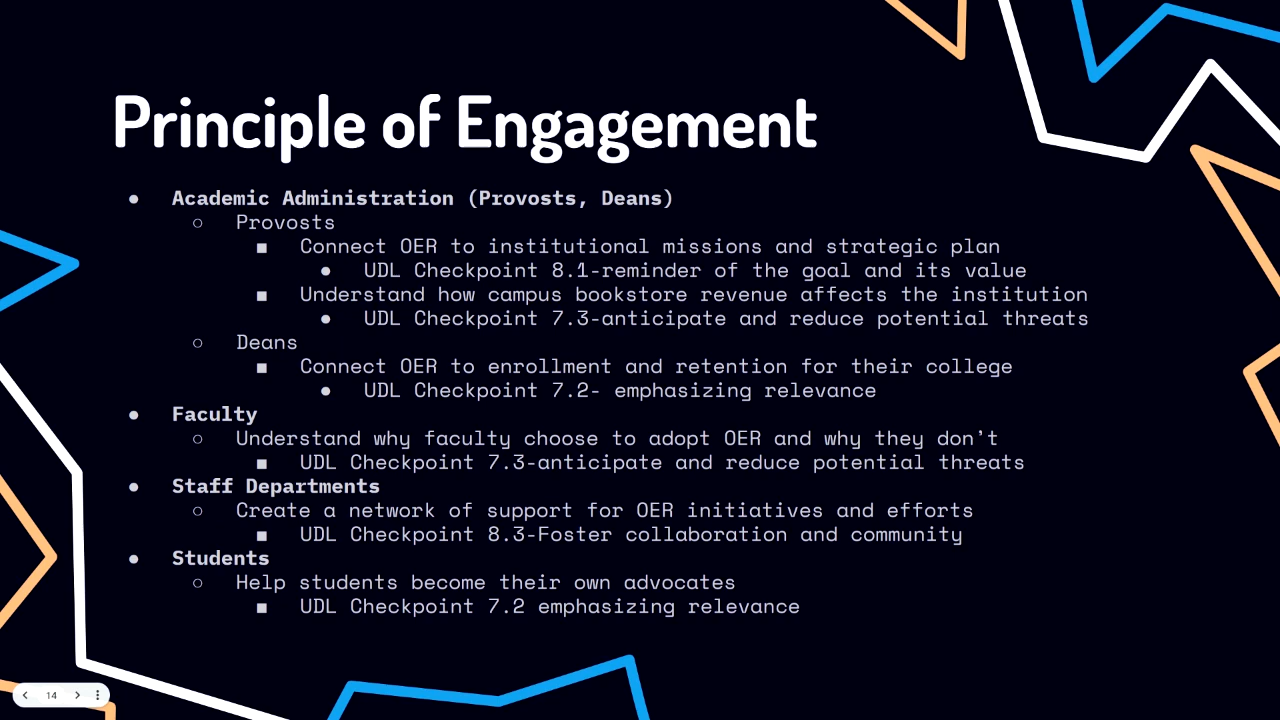 Principle of Engagement
● Academic Administration (Provosts, Deans)
○ Provosts
■ Connect OER to institutional missions and strategic plan
● UDL Checkpoint 8.1-reminder of the goal and its value
■ Understand how campus bookstore revenue affects the institution
● UDL Checkpoint 7.3-anticipate and reduce potential threats
○ Deans
■ Connect OER to enrollment and retention for their college
● UDL Checkpoint 7.2- emphasizing relevance
● Faculty
○ Understand why faculty choose to adopt OER and why they don’t
■ UDL Checkpoint 7.3-anticipate and reduce potential threats
● Staff Departments
○ Create a network of support for OER initiatives and efforts
■ UDL Checkpoint 8.3-Foster collaboration and community
● Students
○ Help students become their own advocates
■ UDL Checkpoint 7.2 emphasizing relevance
14